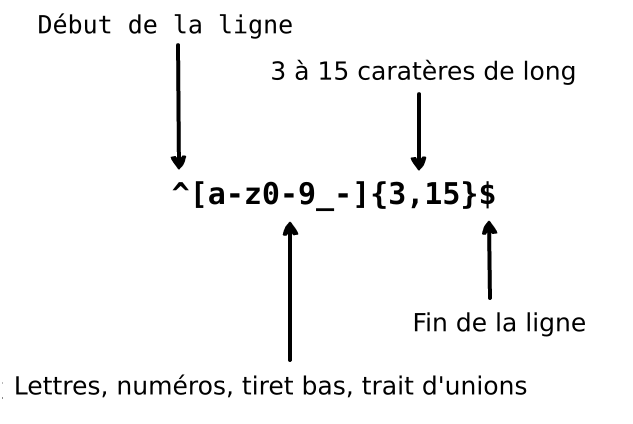 Début de la ligne
3 à 15 caratères de long
^[a-z0-9_-]{3,15}$
Fin de la ligne
Lettres, numéros, tiret bas, trait d'unions